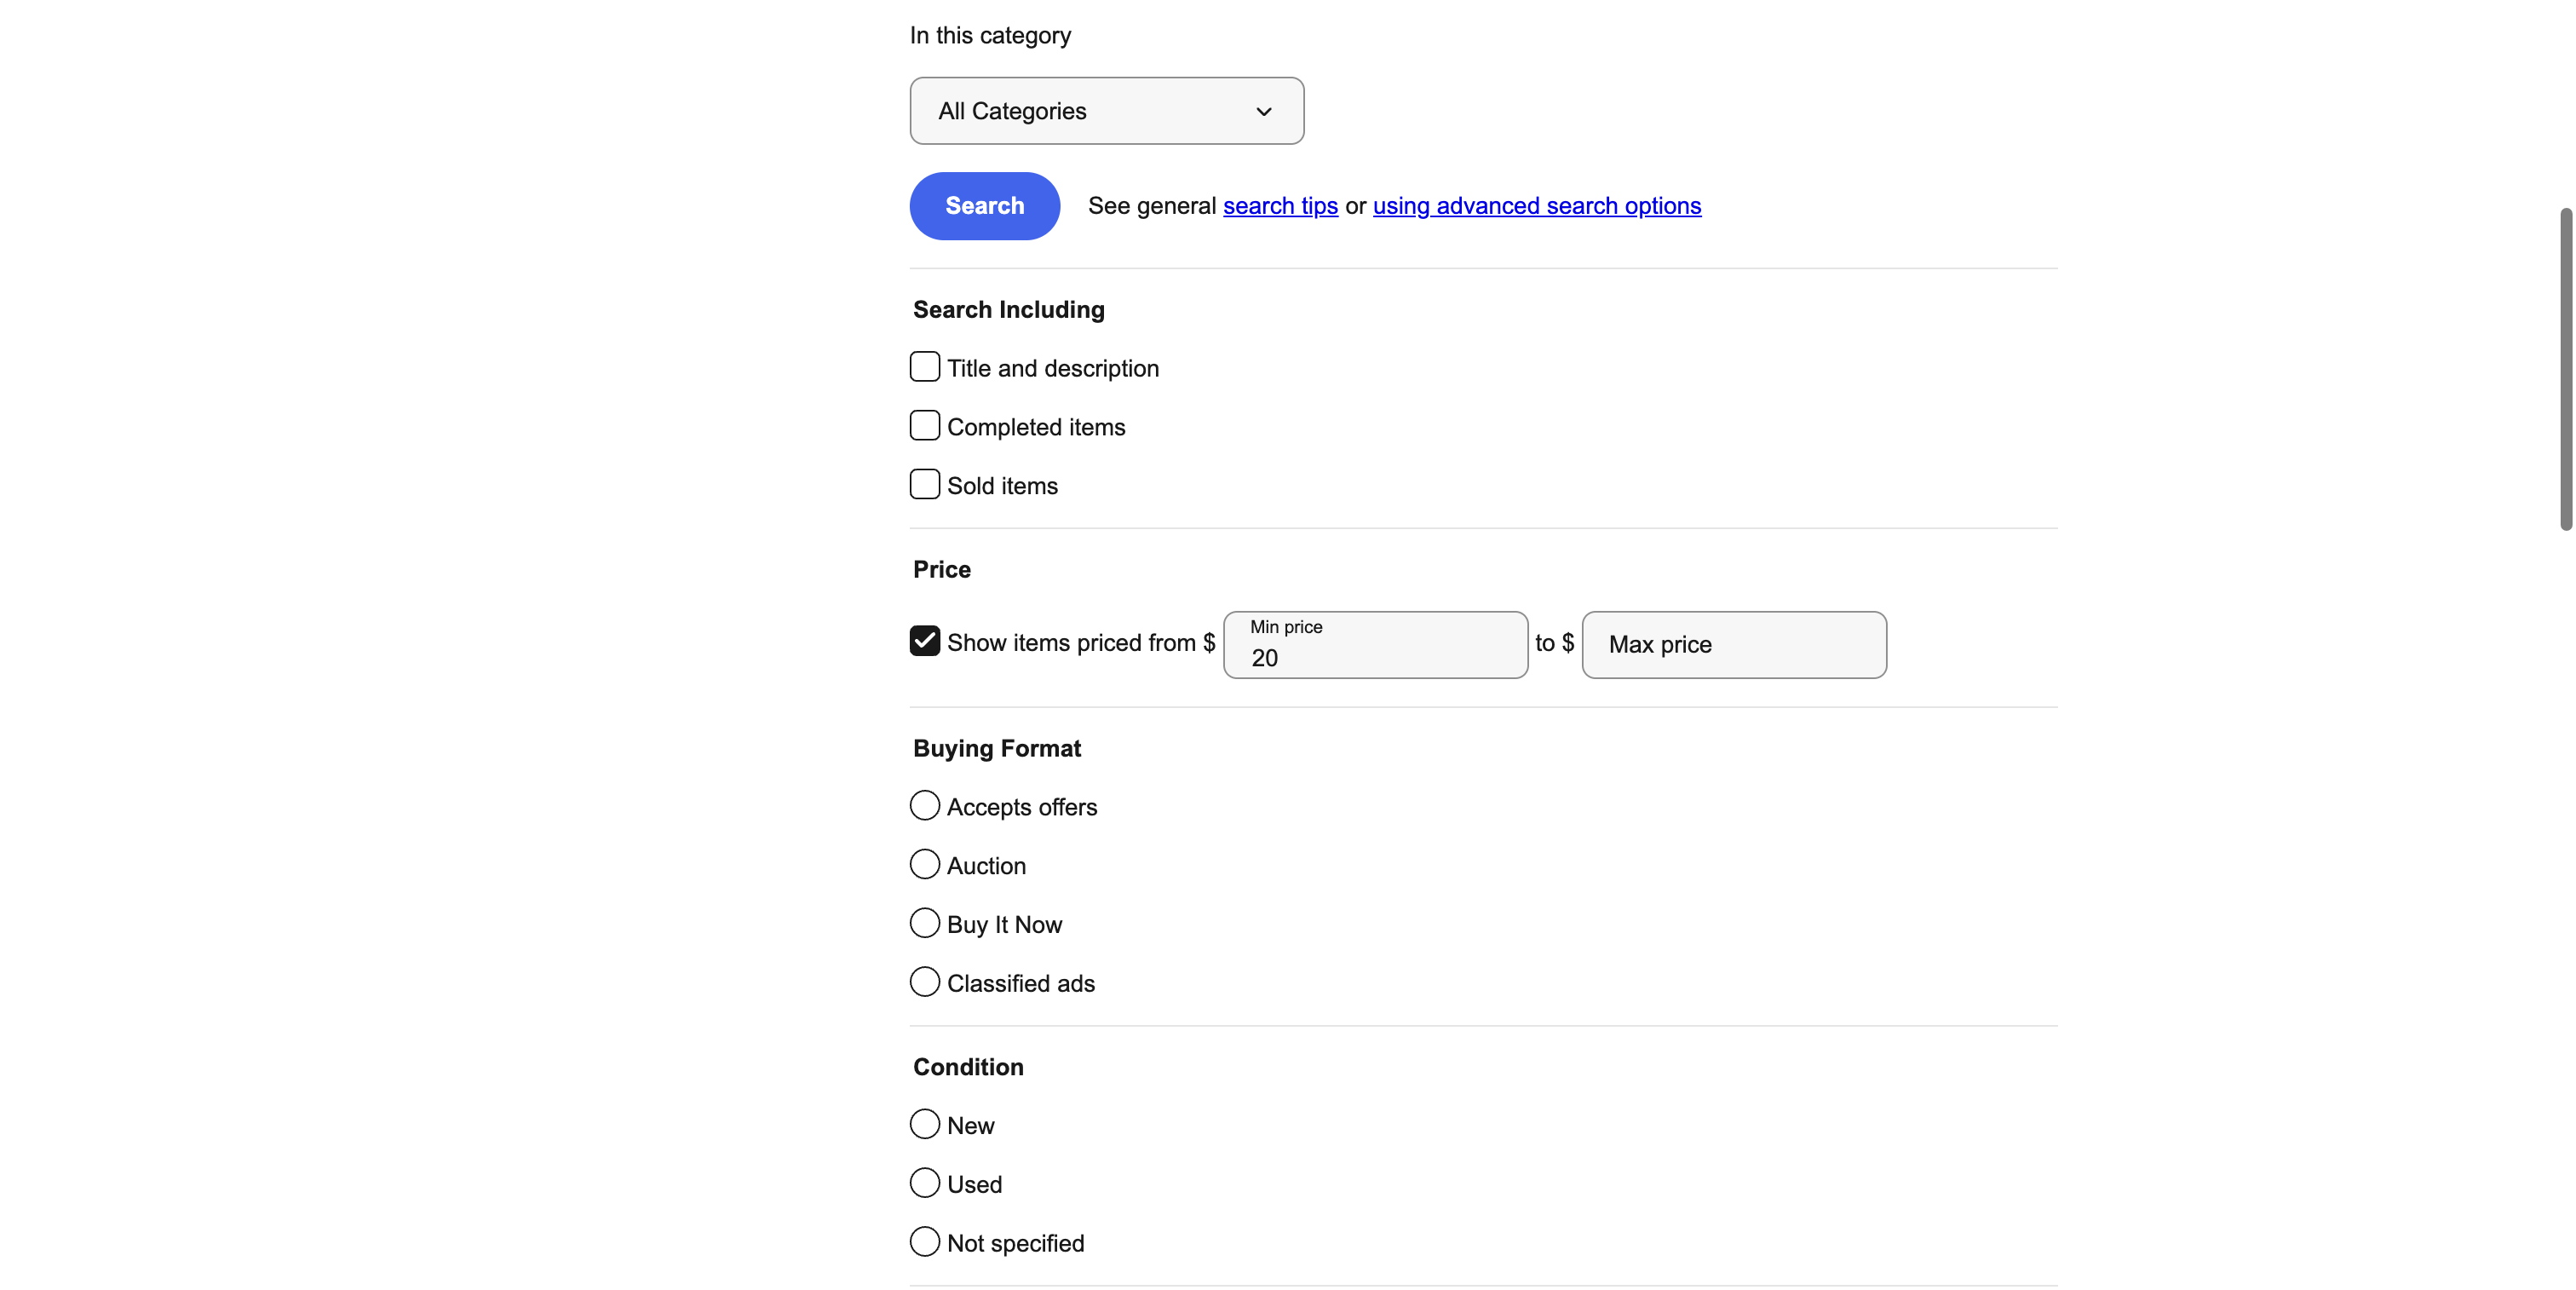 In this category
All Categories
Search See general search tips or using advanced search options
Search Including
Title and description
Completed items
Sold items
Price
Min price
Show items priced from $ 20 to $ Max price
Buying Format
Accepts offers
Auction
Buy It Now
Classified ads
Condition
New
Used
Not specified